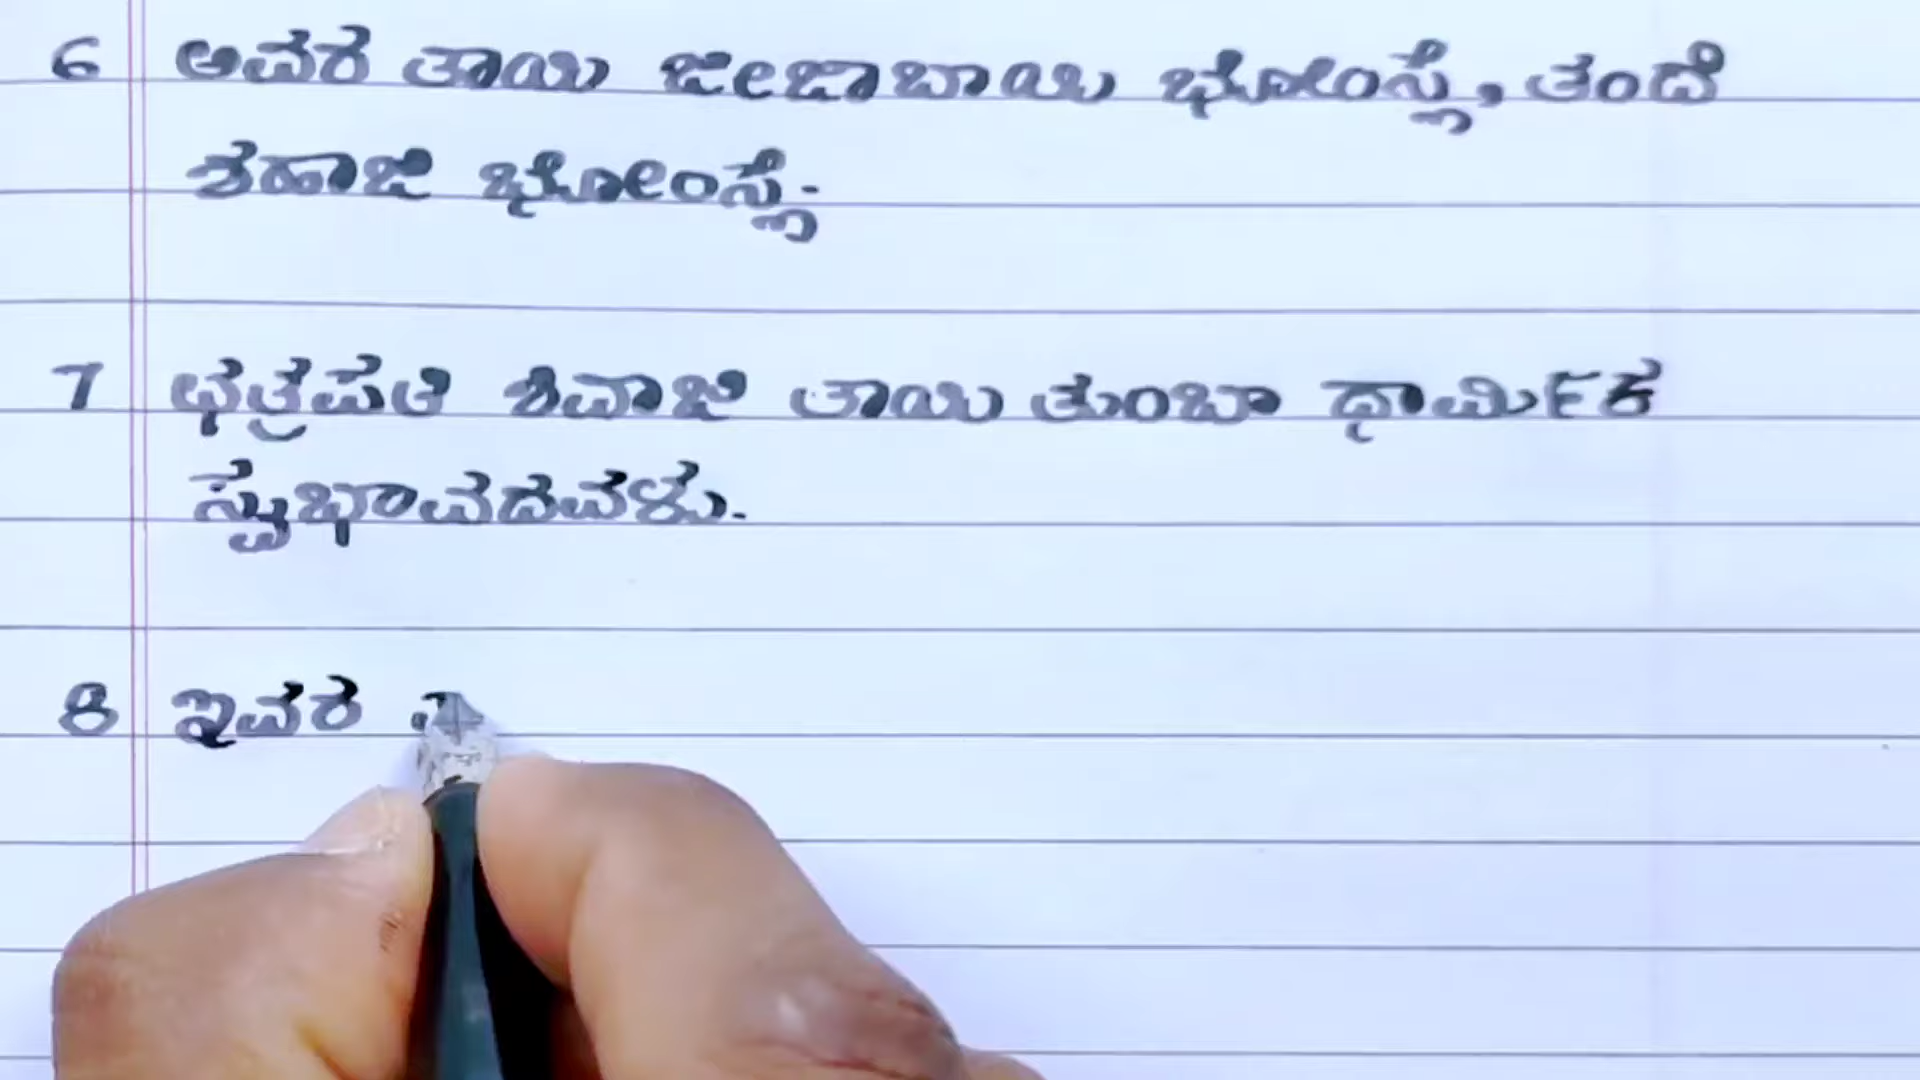 6 ಅವರ ತಾಯಿ ಜೀಜಾಬಾಯಿ ಭೋಂಸ್ಲೆ, ತಂದೆ
ಶಹಾಜಿ ಭೋಂಸ್ಲೆ.
7 ಛತ್ರಪತಿ ಶಿವಾಜಿ ತಾಯಿ ತುಂಬಾ ಧಾರ್ಮಿಕ
ಸ್ವಭಾವದವಳು.
8 ಇವರ